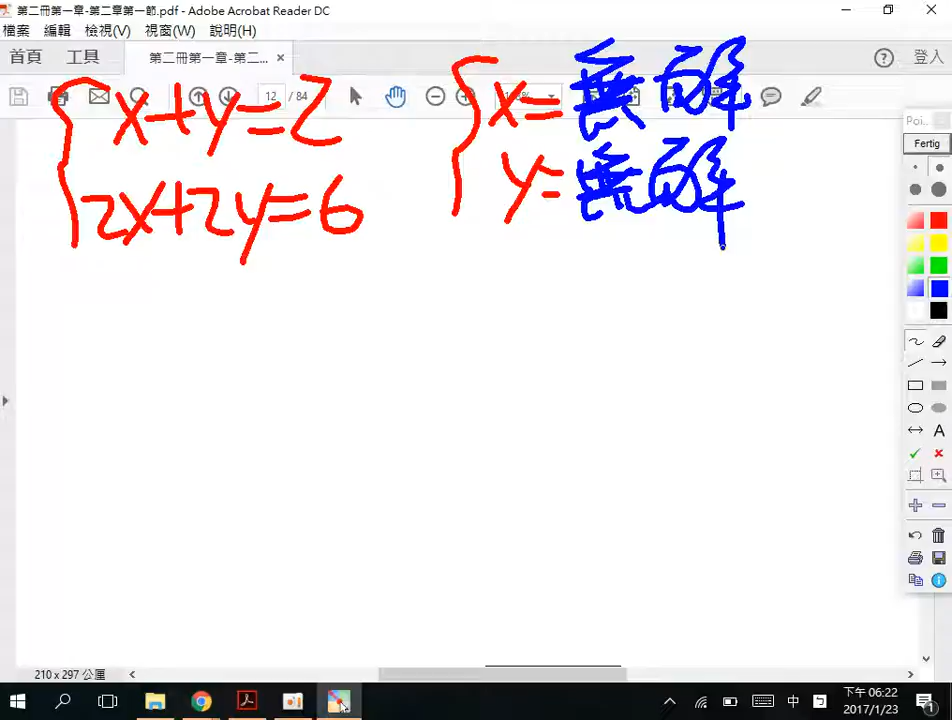 第二冊第一章-第二章第一節.pdf - Adobe Acrobat Reader DC
檔案 編輯 檢視(V) 視窗(W) 說明(H)
首頁 工具 第二冊第一章-第二... × ? 登入
12 / 84
x+y=2
2x+2y=6
x=無解
y=無解
Poi...
Fertig
A
210 x 297 公厘
中
下午 06:22
2017/1/23
1